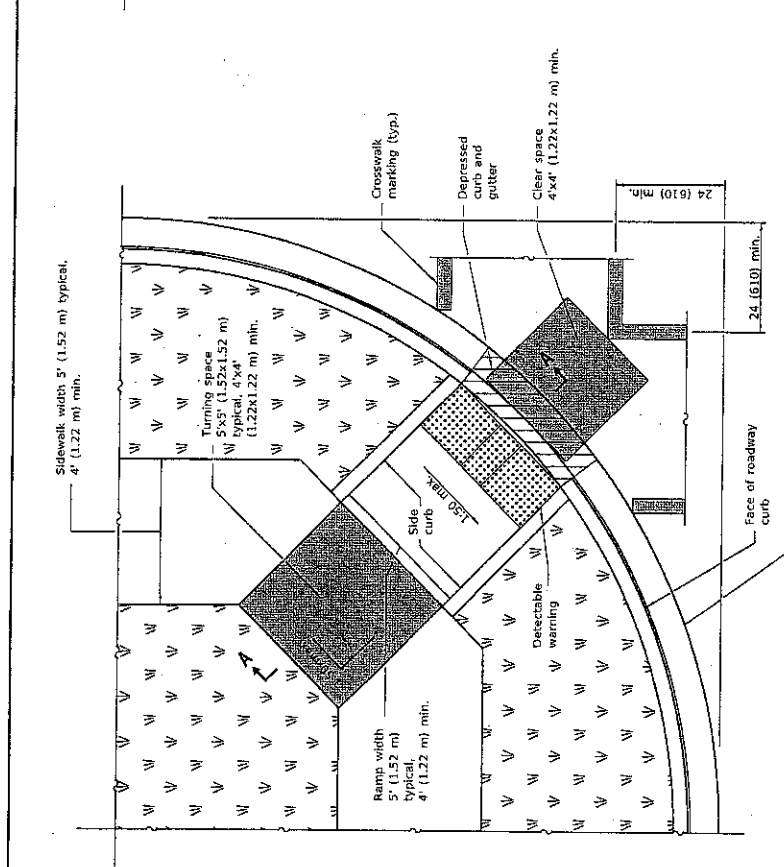 Sidewalk width 5' (1.52 m) typical,
4' (1.22 m) min.
Turning space
5'x5' (1.52x1.52 m)
typical, 4'x4'
(1.22x1.22 m) min.
Crosswalk
marking (typ.)
Depressed
curb and
gutter
Clear space
4'x4' (1.22x1.22 m) min.
24 (610) min.
24 (610) min.
A
A
1:50 max.
Side
curb
Detectable
warning
Ramp width
5' (1.52 m)
typical,
4' (1.22 m) min.
Face of roadway
curb